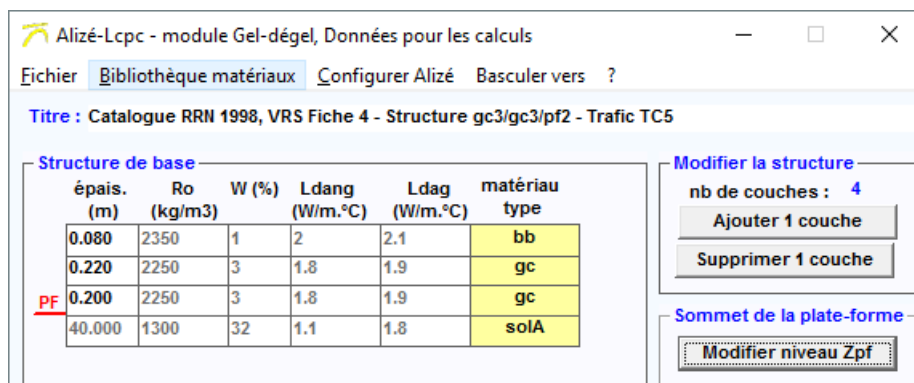 Alizé-Lcpc - module Gel-dégel, Données pour les calculs
Fichier Bibliothèque matériaux Configurer Alizé Basculer vers ?
Titre : Catalogue RRN 1998, VRS Fiche 4 - Structure gc3/gc3/pf2 - Trafic TC5
Structure de base
épais. Ro W (%) Ldang Ldag matériau
(m) (kg/m3) (W/m.ºC) (W/m.ºC) type
0.080 2350 1 2 2.1 bb
0.220 2250 3 1.8 1.9 gc
PF 0.200 2250 3 1.8 1.9 gc
40.000 1300 32 1.1 1.8 solA
Modifier la structure
nb de couches : 4
Ajouter 1 couche
Supprimer 1 couche
Sommet de la plate-forme
Modifier niveau Zpf